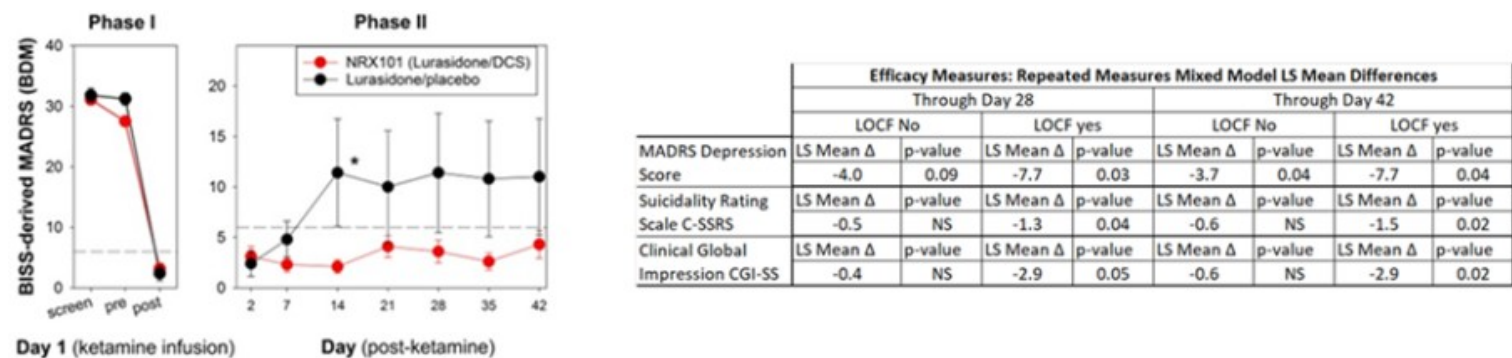 Phase I
Phase II
BISS-derived MADRS (BDM)
40
30
20
10
0
screen
pre
post
Day 1 (ketamine infusion)
20
15
10
5
0
NRX101 (Lurasidone/DCS)
Lurasidone/placebo
*
2 7 14 21 28 35 42
Day (post-ketamine)
Efficacy Measures: Repeated Measures Mixed Model LS Mean Differences
Through Day 28 Through Day 42
LOCF No LOCF yes LOCF No LOCF yes
MADRS Depression LS Mean Δ p-value LS Mean Δ p-value LS Mean Δ p-value LS Mean Δ p-value
Score -4.0 0.09 -7.7 0.03 -3.7 0.04 -7.7 0.04
Suicidality Rating LS Mean Δ p-value LS Mean Δ p-value LS Mean Δ p-value LS Mean Δ p-value
Scale C-SSRS -0.5 NS -1.3 0.04 -0.6 NS -1.5 0.02
Clinical Global LS Mean Δ p-value LS Mean Δ p-value LS Mean Δ p-value LS Mean Δ p-value
Impression CGI-SS -0.4 NS -2.9 0.05 -0.6 NS -2.9 0.02